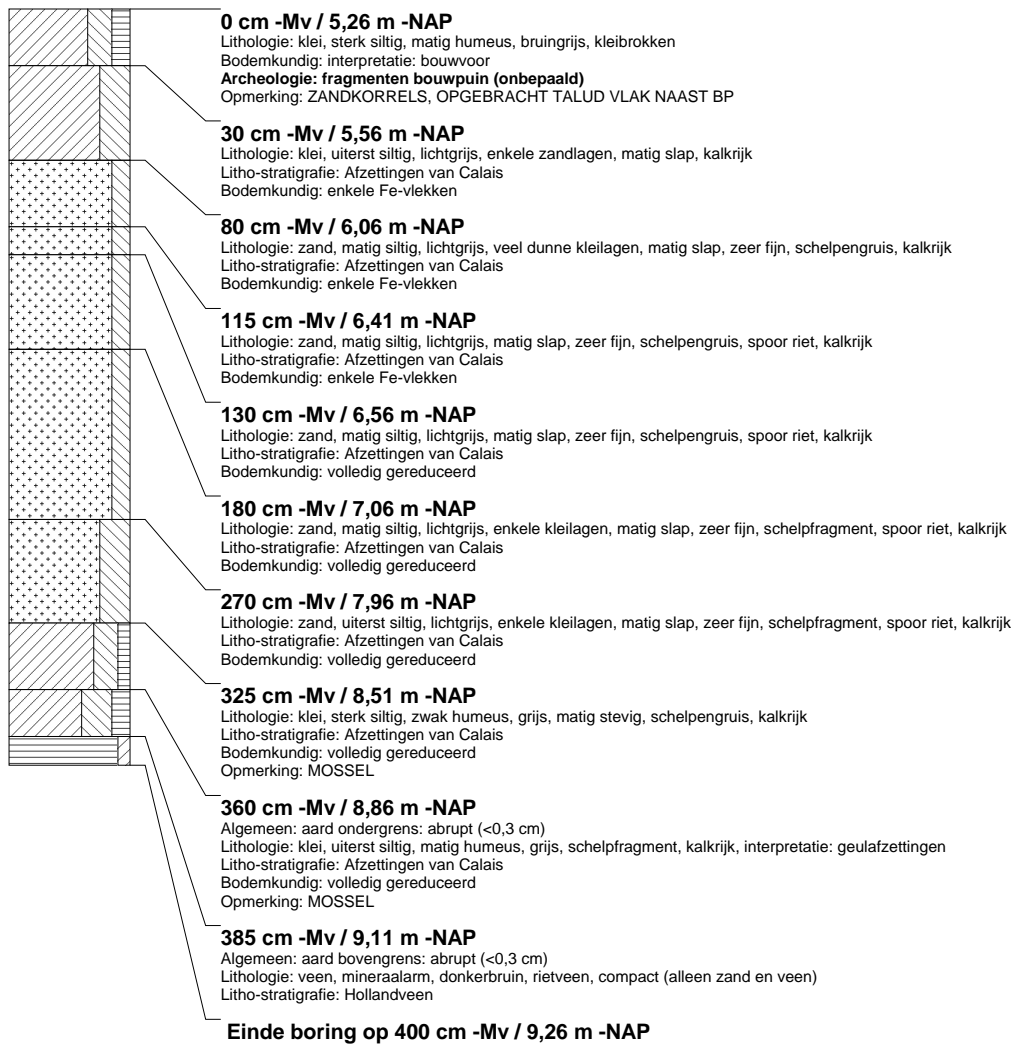 0 cm -Mv / 5,26 m -NAP
Lithologie: klei, sterk siltig, matig humeus, bruingrijs, kleibrokken
Bodemkundig: interpretatie: bouwvoor
Archeologie: fragmenten bouwpuin (onbepaald)
Opmerking: ZANDKORRELS, OPGEBRACHT TALUD VLAK NAAST BP
30 cm -Mv / 5,56 m -NAP
Lithologie: klei, uiterst siltig, lichtgrijs, enkele zandlagen, matig slap, kalkrijk
Litho-stratigrafie: Afzettingen van Calais
Bodemkundig: enkele Fe-vlekken
80 cm -Mv / 6,06 m -NAP
Lithologie: zand, matig siltig, lichtgrijs, veel dunne kleilagen, matig slap, zeer fijn, schelpengruis, kalkrijk
Litho-stratigrafie: Afzettingen van Calais
Bodemkundig: enkele Fe-vlekken
115 cm -Mv / 6,41 m -NAP
Lithologie: zand, matig siltig, lichtgrijs, matig slap, zeer fijn, schelpengruis, spoor riet, kalkrijk
Litho-stratigrafie: Afzettingen van Calais
Bodemkundig: enkele Fe-vlekken
130 cm -Mv / 6,56 m -NAP
Lithologie: zand, matig siltig, lichtgrijs, matig slap, zeer fijn, schelpengruis, spoor riet, kalkrijk
Litho-stratigrafie: Afzettingen van Calais
Bodemkundig: volledig gereduceerd
180 cm -Mv / 7,06 m -NAP
Lithologie: zand, matig siltig, lichtgrijs, enkele kleilagen, matig slap, zeer fijn, schelpfragment, spoor riet, kalkrijk
Litho-stratigrafie: Afzettingen van Calais
Bodemkundig: volledig gereduceerd
270 cm -Mv / 7,96 m -NAP
Lithologie: zand, uiterst siltig, lichtgrijs, enkele kleilagen, matig slap, zeer fijn, schelpfragment, spoor riet, kalkrijk
Litho-stratigrafie: Afzettingen van Calais
Bodemkundig: volledig gereduceerd
325 cm -Mv / 8,51 m -NAP
Lithologie: klei, sterk siltig, zwak humeus, grijs, matig stevig, schelpengruis, kalkrijk
Litho-stratigrafie: Afzettingen van Calais
Bodemkundig: volledig gereduceerd
Opmerking: MOSSEL
360 cm -Mv / 8,86 m -NAP
Algemeen: aard ondergrens: abrupt (<0,3 cm)
Lithologie: klei, uiterst siltig, matig humeus, grijs, schelpfragment, kalkrijk, interpretatie: geulafzettingen
Litho-stratigrafie: Afzettingen van Calais
Bodemkundig: volledig gereduceerd
Opmerking: MOSSEL
385 cm -Mv / 9,11 m -NAP
Algemeen: aard bovengrens: abrupt (<0,3 cm)
Lithologie: veen, mineraalarm, donkerbruin, rietveen, compact (alleen zand en veen)
Litho-stratigrafie: Hollandveen
Einde boring op 400 cm -Mv / 9,26 m -NAP